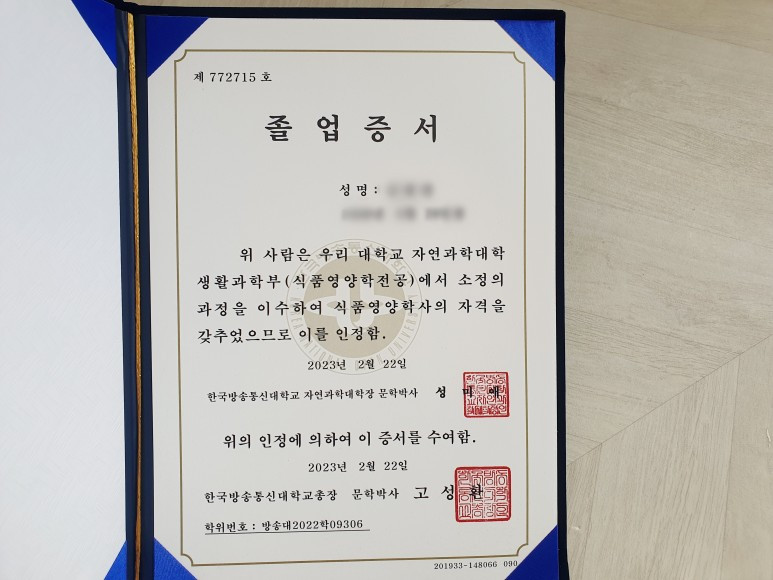 제 772715 호
졸 업 증 서
성 명 :
위 사람은 우리 대학교 자연과학대학
생활과학부(식품영양학전공)에서 소정의
과정을 이수하여 식품영양학사의 자격을
갖추었으므로 이를 인정함.
2023년 2월 22일
한국방송통신대학교 자연과학대학장 문학박사 성 미 애
위의 인정에 의하여 이 증서를 수여함.
2023년 2월 22일
한국방송통신대학교총장 문학박사 고 성 환
학위번호 : 방송대2022학09306
201933-148066 090